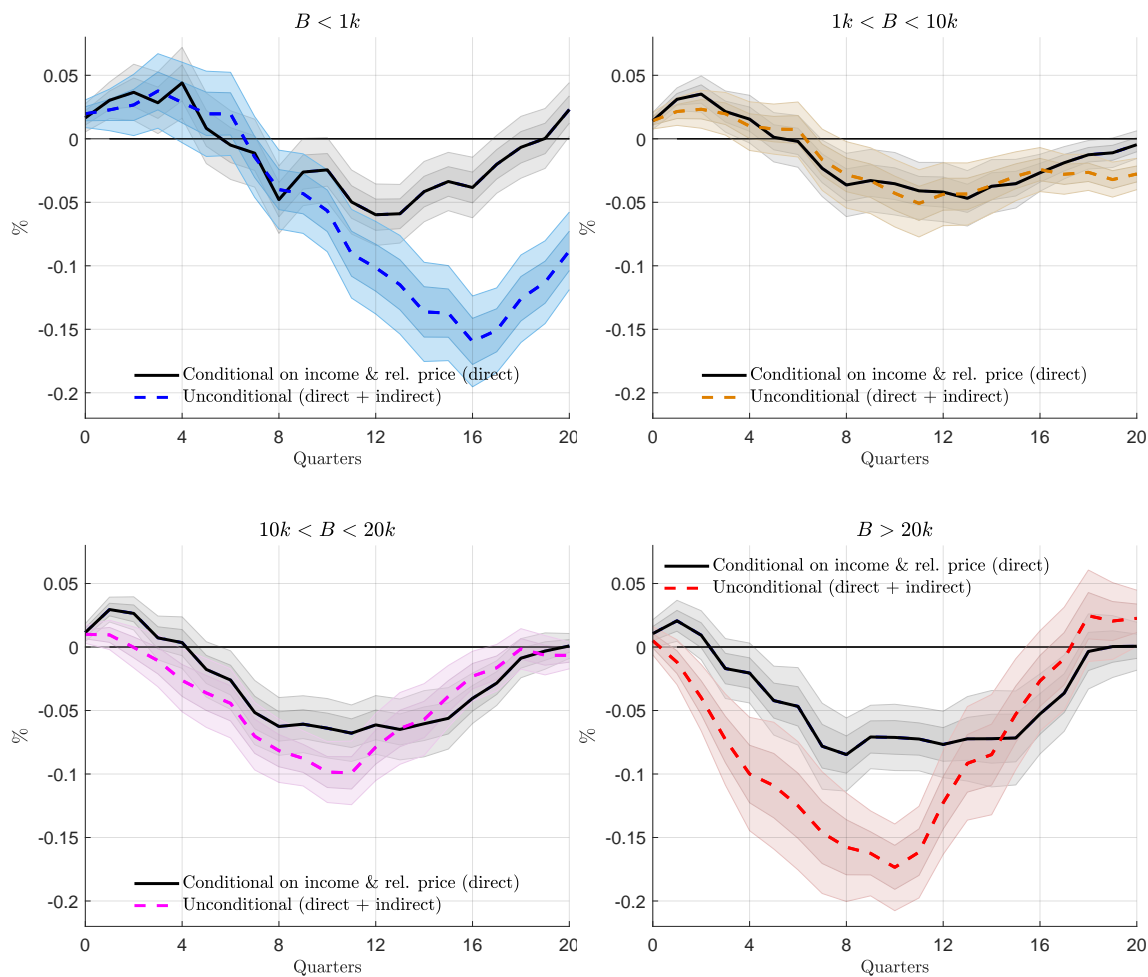 B < 1k
0.05
0
-0.05
-0.1
-0.15
-0.2
%
Conditional on income & rel. price (direct)
Unconditional (direct + indirect)
0 4 8 12 16 20
Quarters
1k < B < 10k
0.05
0
-0.05
-0.1
-0.15
-0.2
%
Conditional on income & rel. price (direct)
Unconditional (direct + indirect)
0 4 8 12 16 20
Quarters
10k < B < 20k
0.05
0
-0.05
-0.1
-0.15
-0.2
%
Conditional on income & rel. price (direct)
Unconditional (direct + indirect)
0 4 8 12 16 20
Quarters
B > 20k
Conditional on income & rel. price (direct)
Unconditional (direct + indirect)
0.05
0
-0.05
-0.1
-0.15
-0.2
%
0 4 8 12 16 20
Quarters